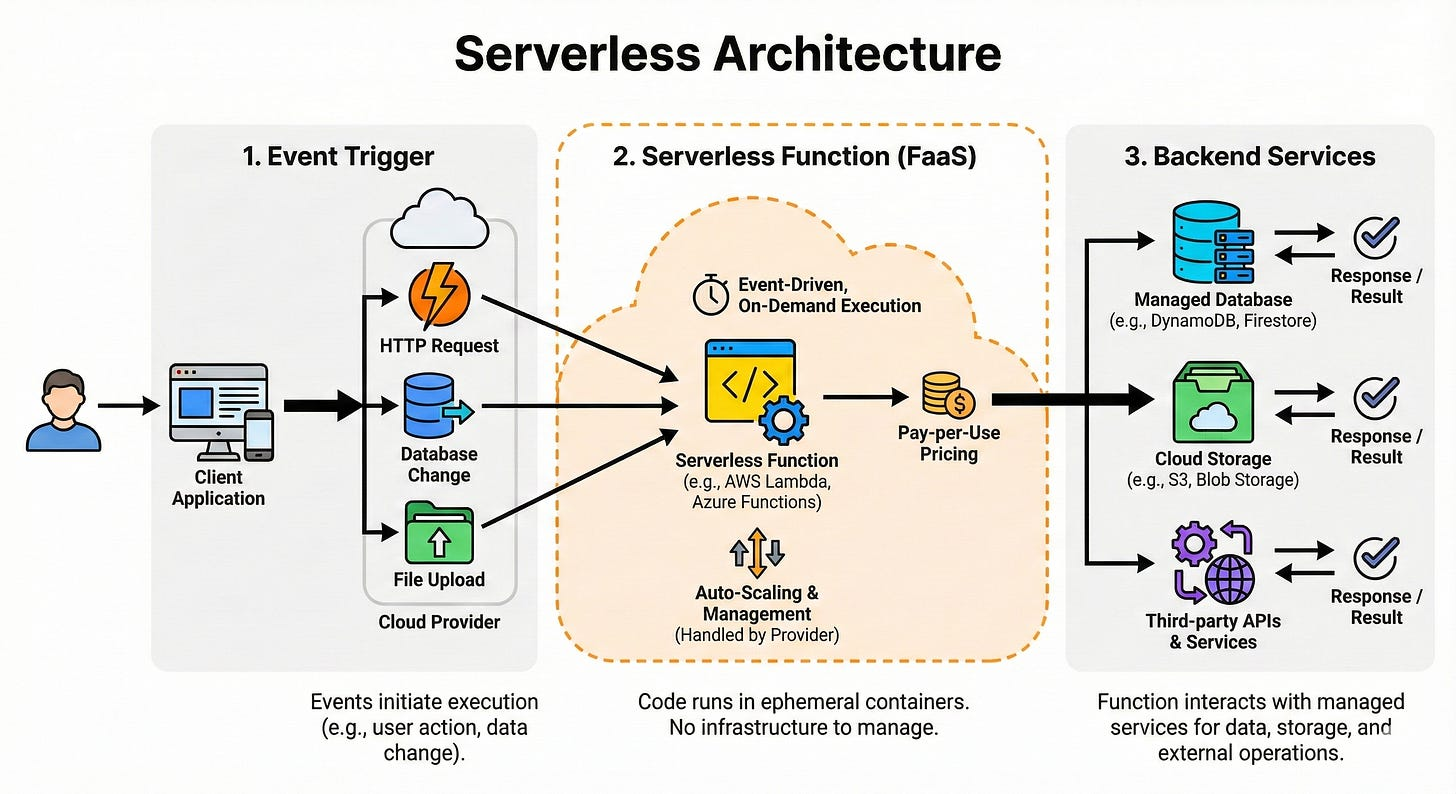 Serverless Architecture
1. Event Trigger
HTTP Request
Client
Application
Database
Change
File Upload
Cloud Provider
Events initiate execution
(e.g., user action, data
change).
2. Serverless Function (FaaS)
Event-Driven,
On-Demand Execution
Serverless Function
(e.g., AWS Lambda,
Azure Functions)
Pay-per-Use
Pricing
Auto-Scaling &
Management
(Handled by Provider)
Code runs in ephemeral containers.
No infrastructure to manage.
3. Backend Services
Managed Database
(e.g., DynamoDB, Firestore)
Response /
Result
Cloud Storage
(e.g., S3, Blob Storage)
Response /
Result
Third-party APIs
& Services
Response /
Result
Function interacts with managed
services for data, storage, and
external operations.